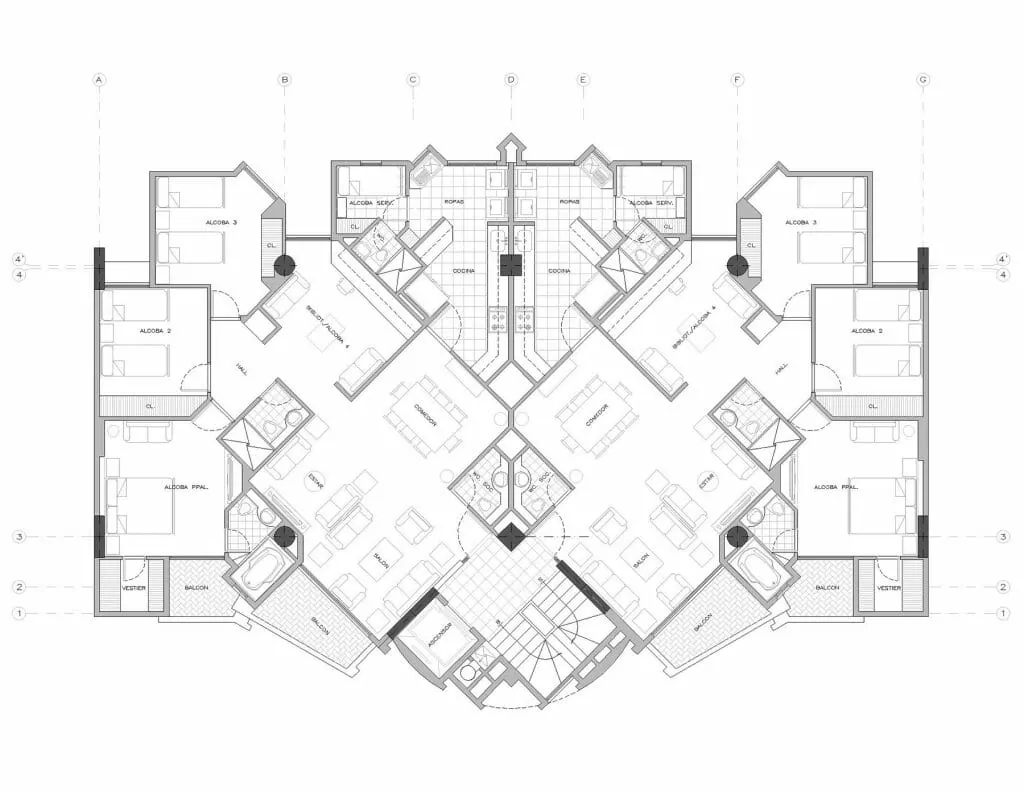 A B C D E F G
ALCOBA SERV. ROPAS ROPAS ALCOBA SERV.
ALCOBA 3 CL. CL. ALCOBA 3
WC. WC.
CL. CL.
4' 4'
4 COCINA COCINA 4
ALCOBA 2 BIBLIOT./ALCOBA 4 BIBLIOT./ALCOBA 4 ALCOBA 2
HALL HALL
CL. COMEDOR COMEDOR CL.
ALCOBA PPAL. ESTAR WC. SOC. WC. SOC. ESTAR ALCOBA PPAL.
3 3
SALON SALON
2 VESTIER BALCON BALCON VESTIER 2
1 BALCON BALCON 1
ASCENSOR